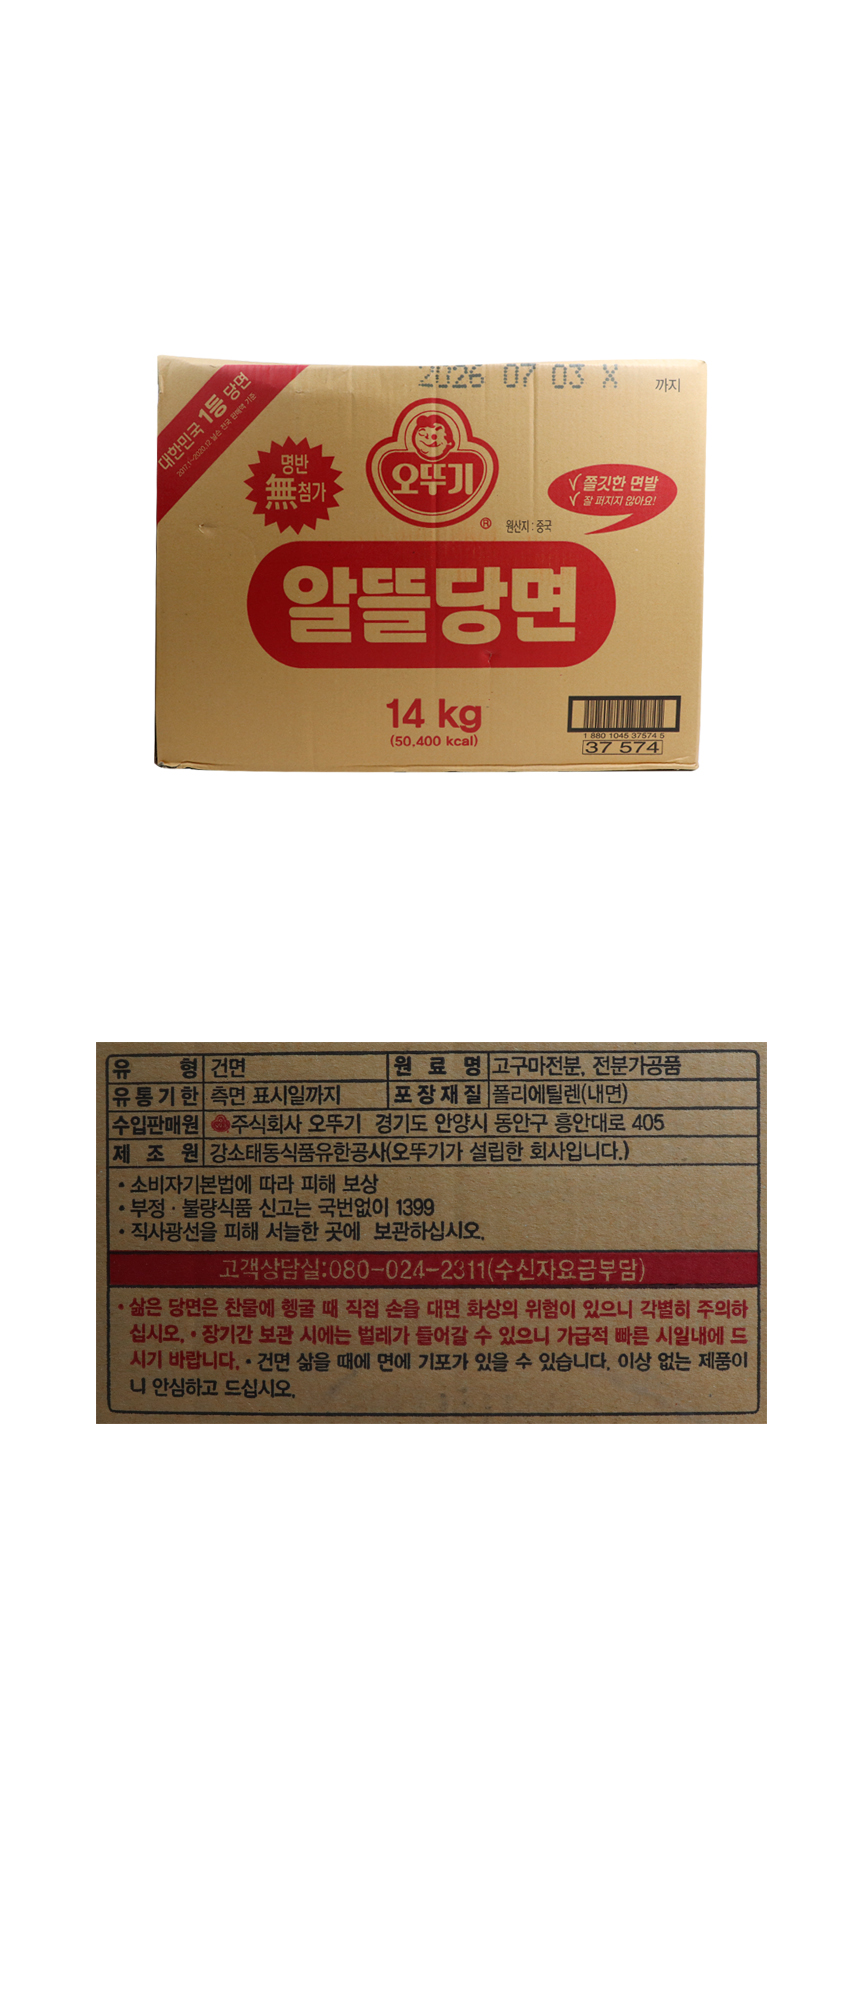 2026 07 03 X 까지
대한민국 1등 당면
명반
無첨가
오뚜기
®
원산지 : 중국
쫄깃한 면발
잘 퍼지지 않아요!
알뜰당면
14 kg
(50,400 kcal)
1 880 1045 37574 5
37 574
유 형 건면 원 료 명 고구마전분, 전분가공품
유통기한 측면 표시일까지 포장재질 폴리에틸렌(내면)
수입판매원 주식회사 오뚜기 경기도 안양시 동안구 흥안대로 405
제 조 원 강소태동식품유한공사(오뚜기가 설립한 회사입니다.)
• 소비자기본법에 따라 피해 보상
• 부정 · 불량식품 신고는 국번없이 1399
• 직사광선을 피해 서늘한 곳에 보관하십시오.
고객상담실:080-024-2311(수신자요금부담)
• 삶은 당면은 찬물에 헹굴 때 직접 손을 대면 화상의 위험이 있으니 각별히 주의하
십시오. • 장기간 보관 시에는 벌레가 들어갈 수 있으니 가급적 빠른 시일내에 드
시기 바랍니다. • 건면 삶을 때에 면에 기포가 있을 수 있습니다. 이상 없는 제품이
니 안심하고 드십시오.